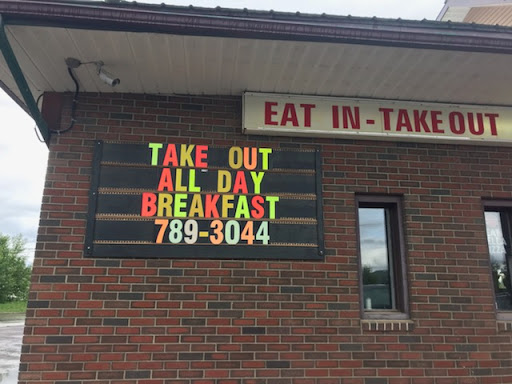 EAT IN - TAKE OUT
TAKE OUT
ALL DAY
BREAKFAST
789-3044